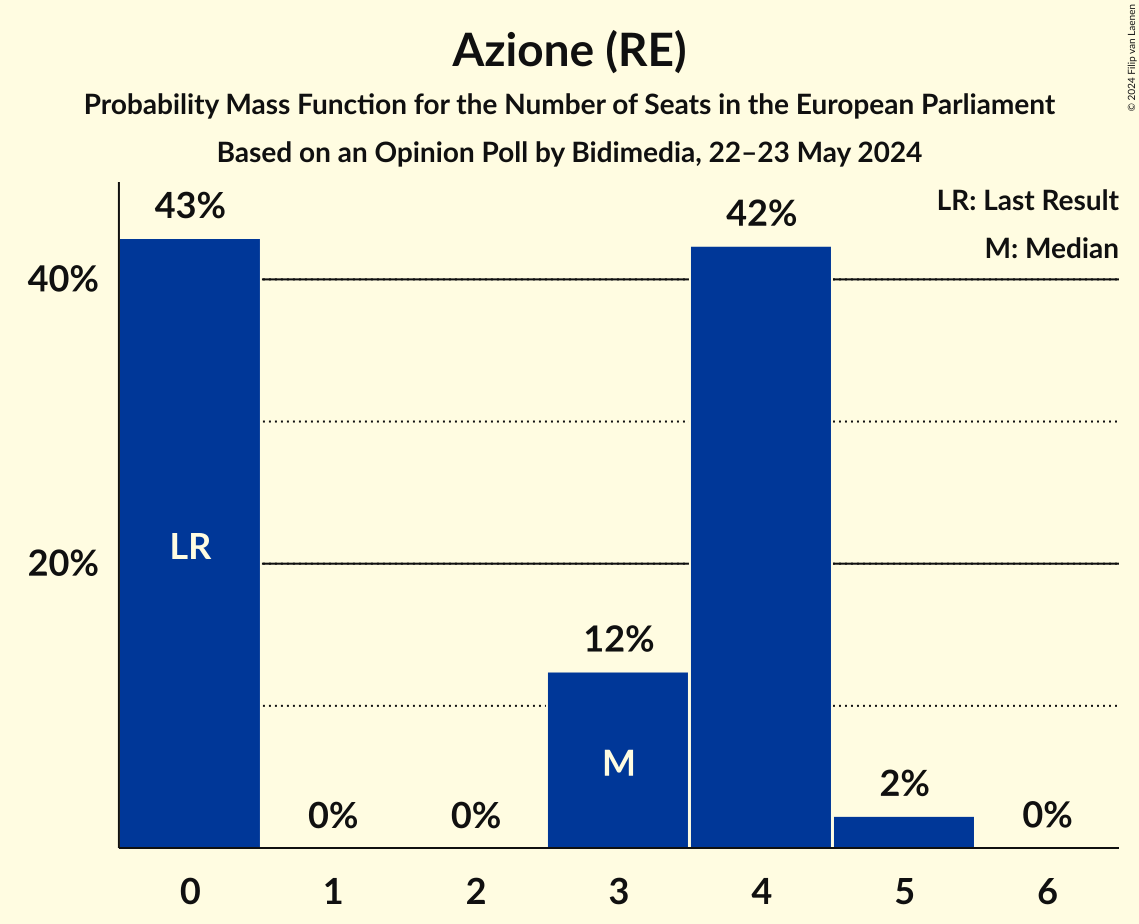 Azione (RE)
Probability Mass Function for the Number of Seats in the European Parliament
Based on an Opinion Poll by Bidimedia, 22–23 May 2024
© 2024 Filip van Laenen
LR: Last Result
M: Median
43%
0%
0%
12%
42%
2%
0%
40%
20%
LR
M
0 1 2 3 4 5 6